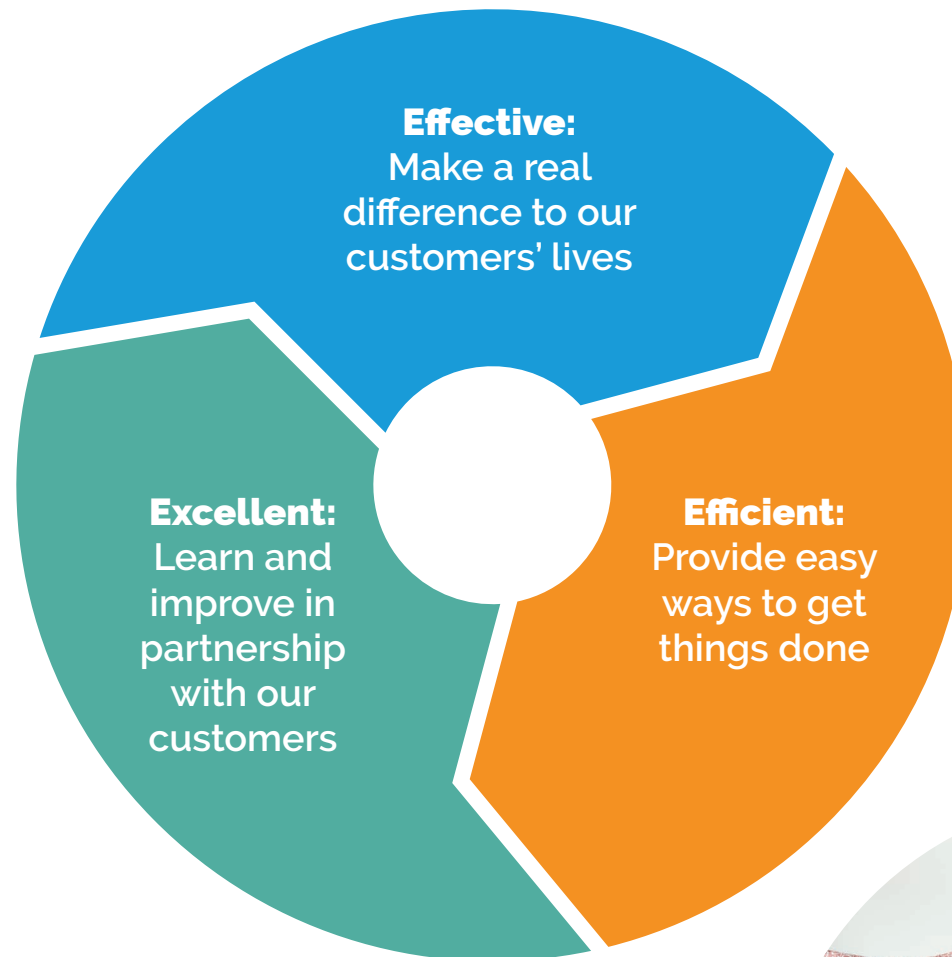 Effective:
Make a real
difference to our
customers’ lives
Efficient:
Provide easy
ways to get
things done
Excellent:
Learn and
improve in
partnership
with our
customers